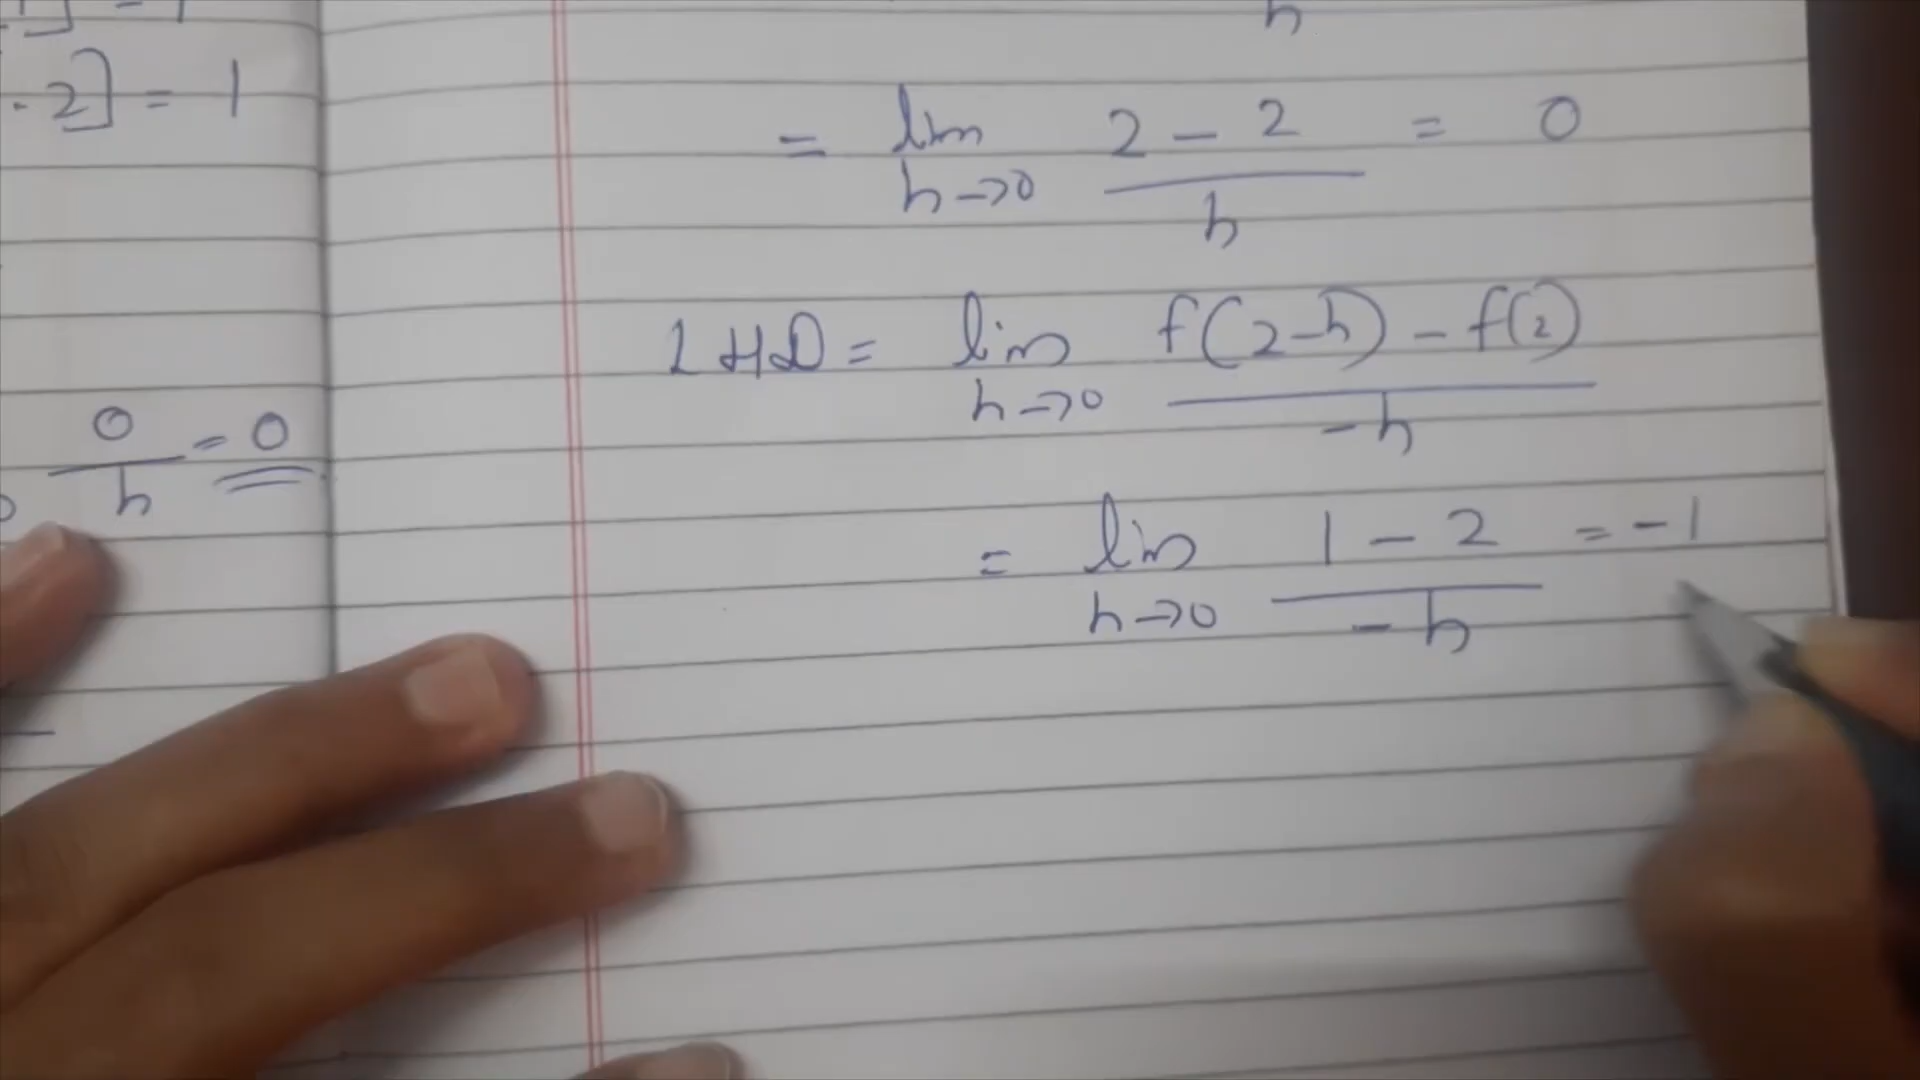 . 2] = 1
0/h = 0
h
= lim h→0 (2 - 2)/h = 0
LHD = lim h→0 (f(2-h) - f(2))/-h
= lim h→0 (1 - 2)/-h = -1